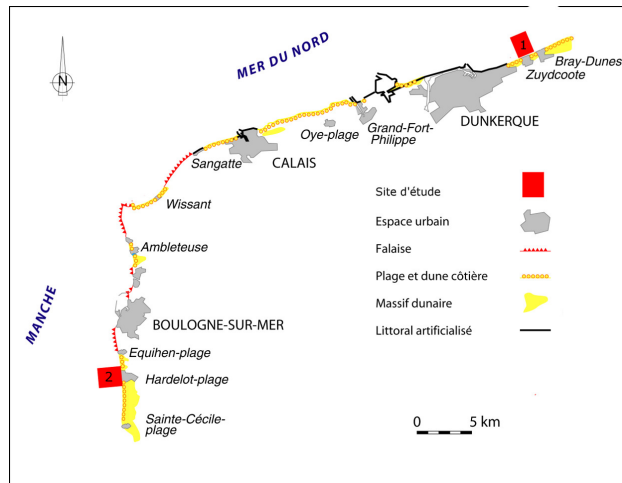 MER DU NORD
1
Bray-Dunes
Zuydcoote
N
DUNKERQUE
Grand-Fort-
Philippe
Oye-plage
CALAIS
Sangatte
Wissant
Ambleteuse
MANCHE
BOULOGNE-SUR-MER
Equihen-plage
2
Hardelot-plage
Sainte-Cécile-
plage
Site d'étude
Espace urbain
Falaise
Plage et dune côtière
Massif dunaire
Littoral artificialisé
0 5 km